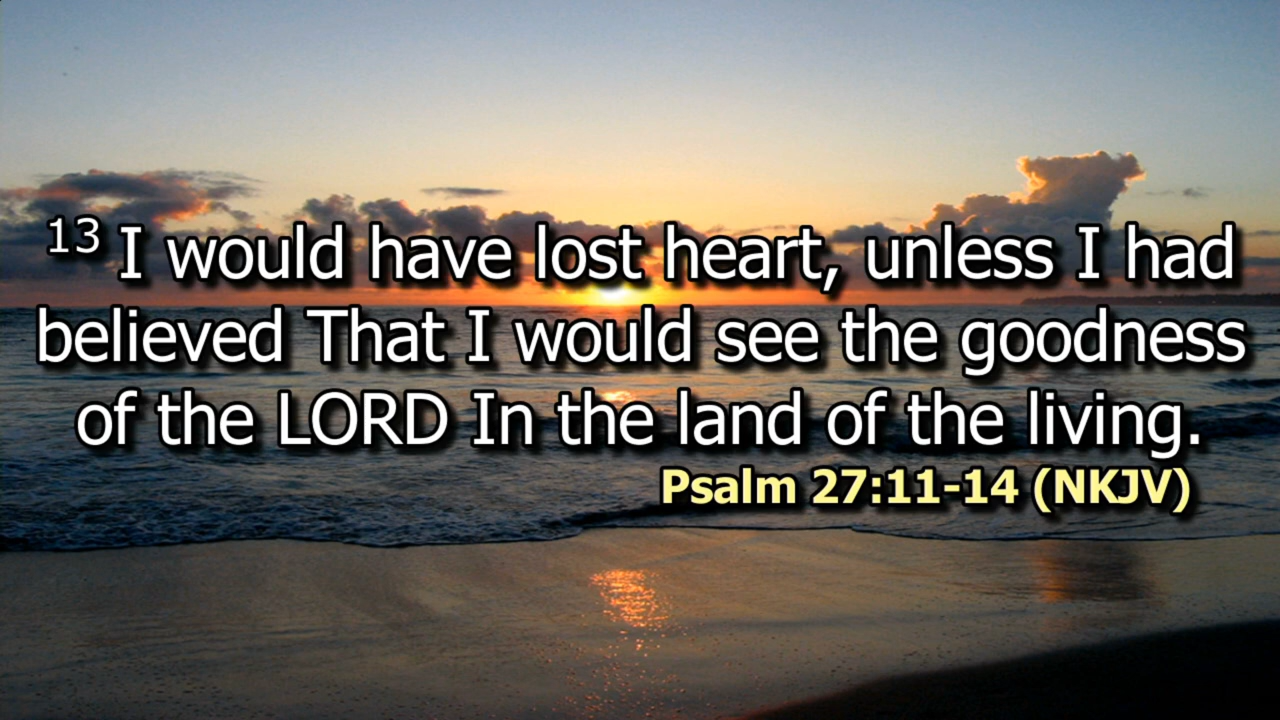 13 I would have lost heart, unless I had
believed That I would see the goodness
of the LORD In the land of the living.
Psalm 27:11-14 (NKJV)